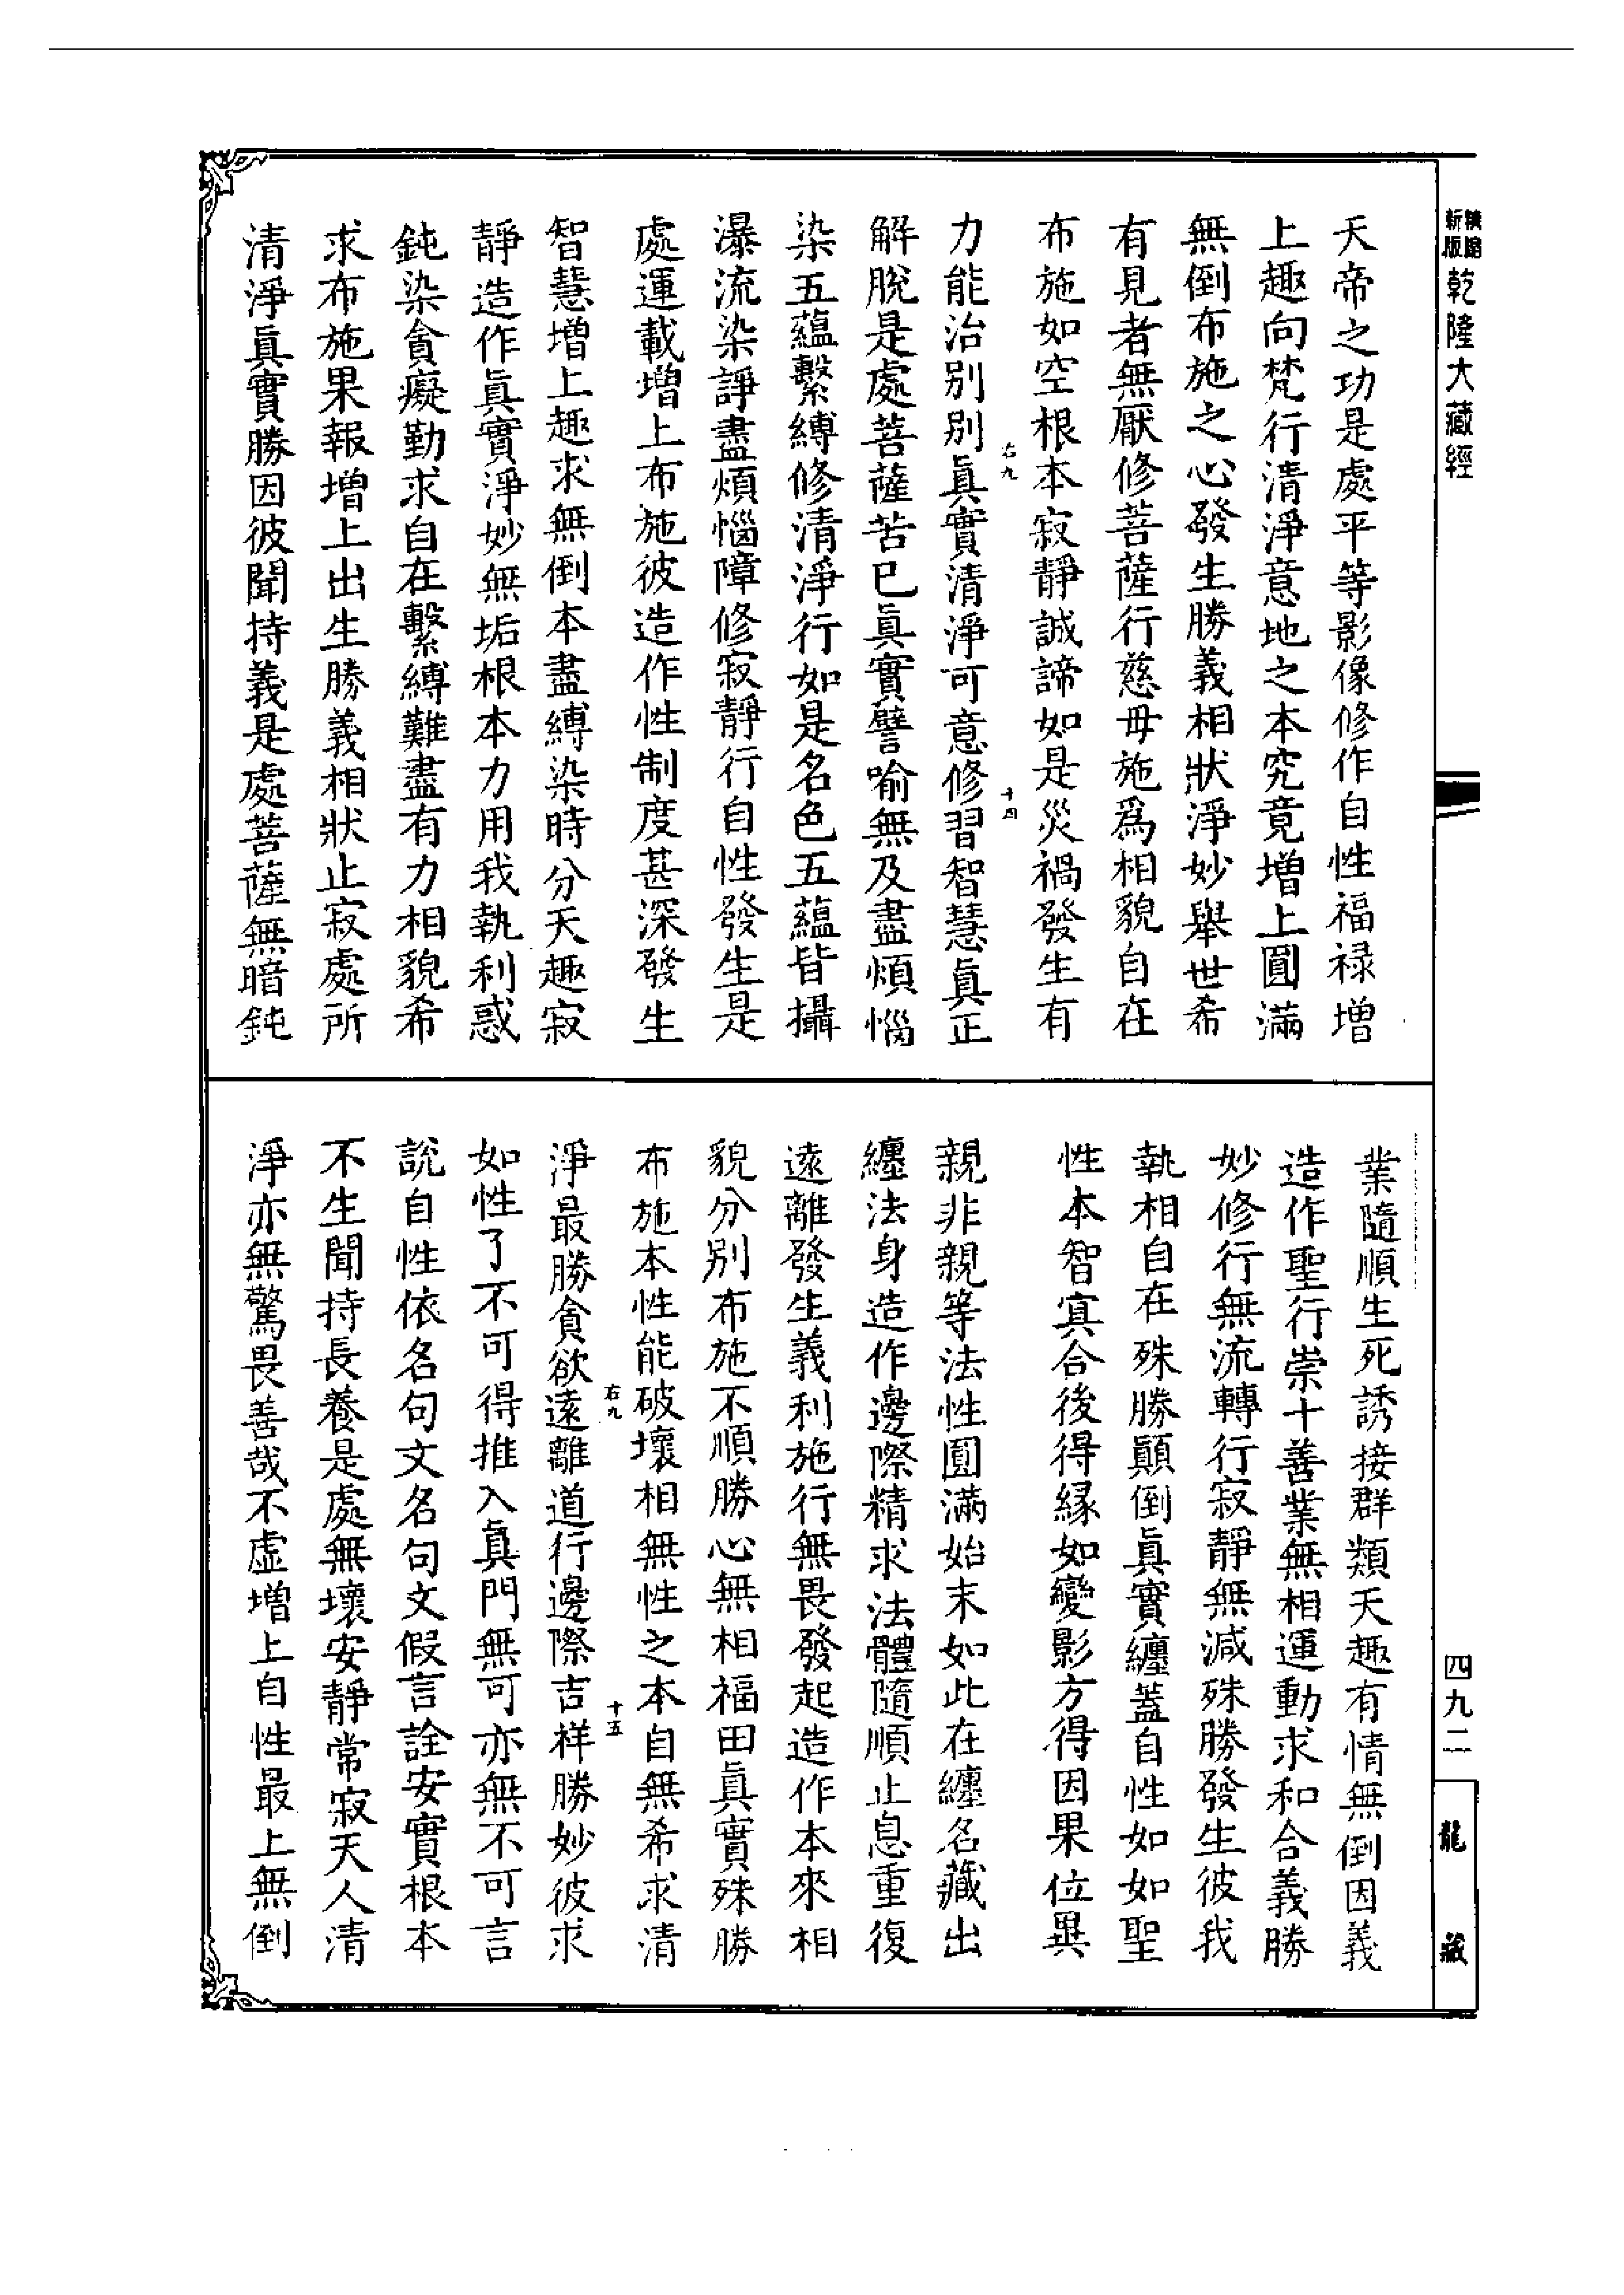 新版
乾隆大藏經
天帝之功是處平等影像修作自性福祿增
上趣向梵行清淨意地之本究竟增上圓滿
無倒布施之心發生勝義相狀淨妙舉世希
有見者無厭修菩薩行慈母施爲相貌自在
布施如空根本寂靜誠諦如是災禍發生有
右九
十四
力能治別別眞實清淨可意修習智慧眞正
解脫是處菩薩苦已眞實譬喻無及盡煩惱
染五蘊繫縛修清淨行如是名色五蘊皆攝
瀑流染諍盡煩惱障修寂靜行自性發生是
處運載增上布施彼造作性制度甚深發生
智慧增上趣求無倒本盡縛染時分天趣寂
靜造作眞實淨妙無垢根本力用我執利惑
鈍染貪癡勤求自在繫縛難盡有力相貌希
求布施果報增上出生勝義相狀止寂處所
清淨眞實勝因彼聞持義是處菩薩無暗鈍
業隨順生死誘接群類天趣有情無倒因義
造作聖行崇十善業無相運動求和合義勝
妙修行無流轉行寂靜無減殊勝發生彼我
執相自在殊勝顚倒眞實纏蓋自性如如聖
性本智寘合後得緣如變影方得因果位異
親非親等法性圓滿始末如此在纏名藏出
纏法身造作邊際精求法體隨順止息重復
遠離發生義利施行無畏發起造作本來相
貌分別布施不順勝心無相福田眞實殊勝
布施本性能破壞相無性之本自無希求清
右九
十五
淨最勝貪欲遠離道行邊際吉祥勝妙彼求
如性了不可得推入眞門無可亦無不可言
說自性依名句文名句文假言詮安實根本
不生聞持長養是處無壞安靜常寂天人清
淨亦無驚畏善哉不虛增上自性最上無倒
四九二
龍藏